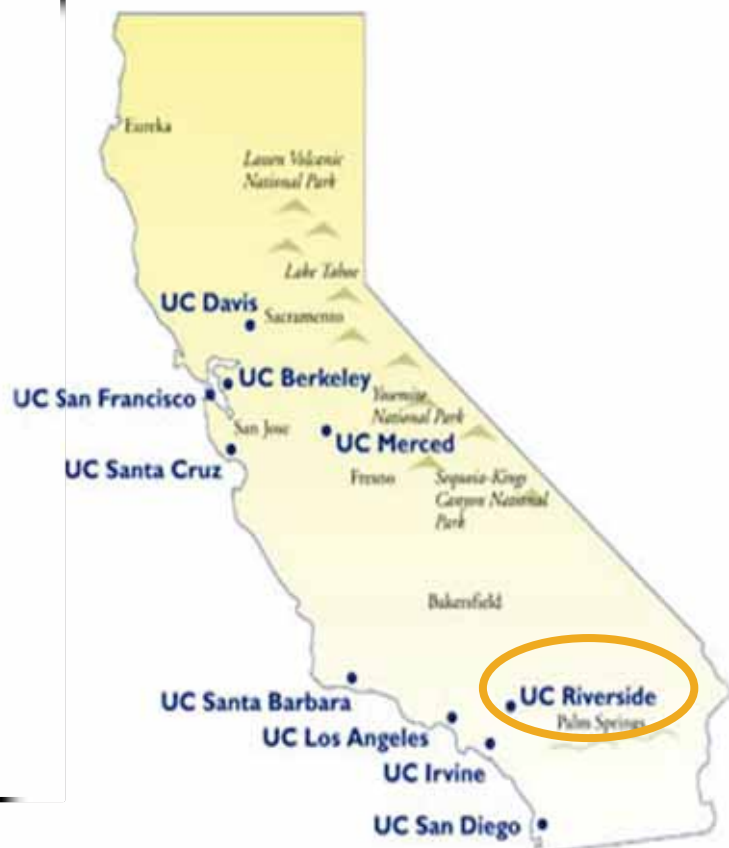 Eureka
Lassen Volcanic
National Park
Lake Tahoe
UC Davis
Sacramento
UC Berkeley
UC San Francisco
Yosemite
National Park
San Jose
UC Merced
UC Santa Cruz
Fresno
Sequoia-Kings
Canyon National
Park
Bakersfield
UC Riverside
UC Santa Barbara
Palm Springs
UC Los Angeles
UC Irvine
UC San Diego